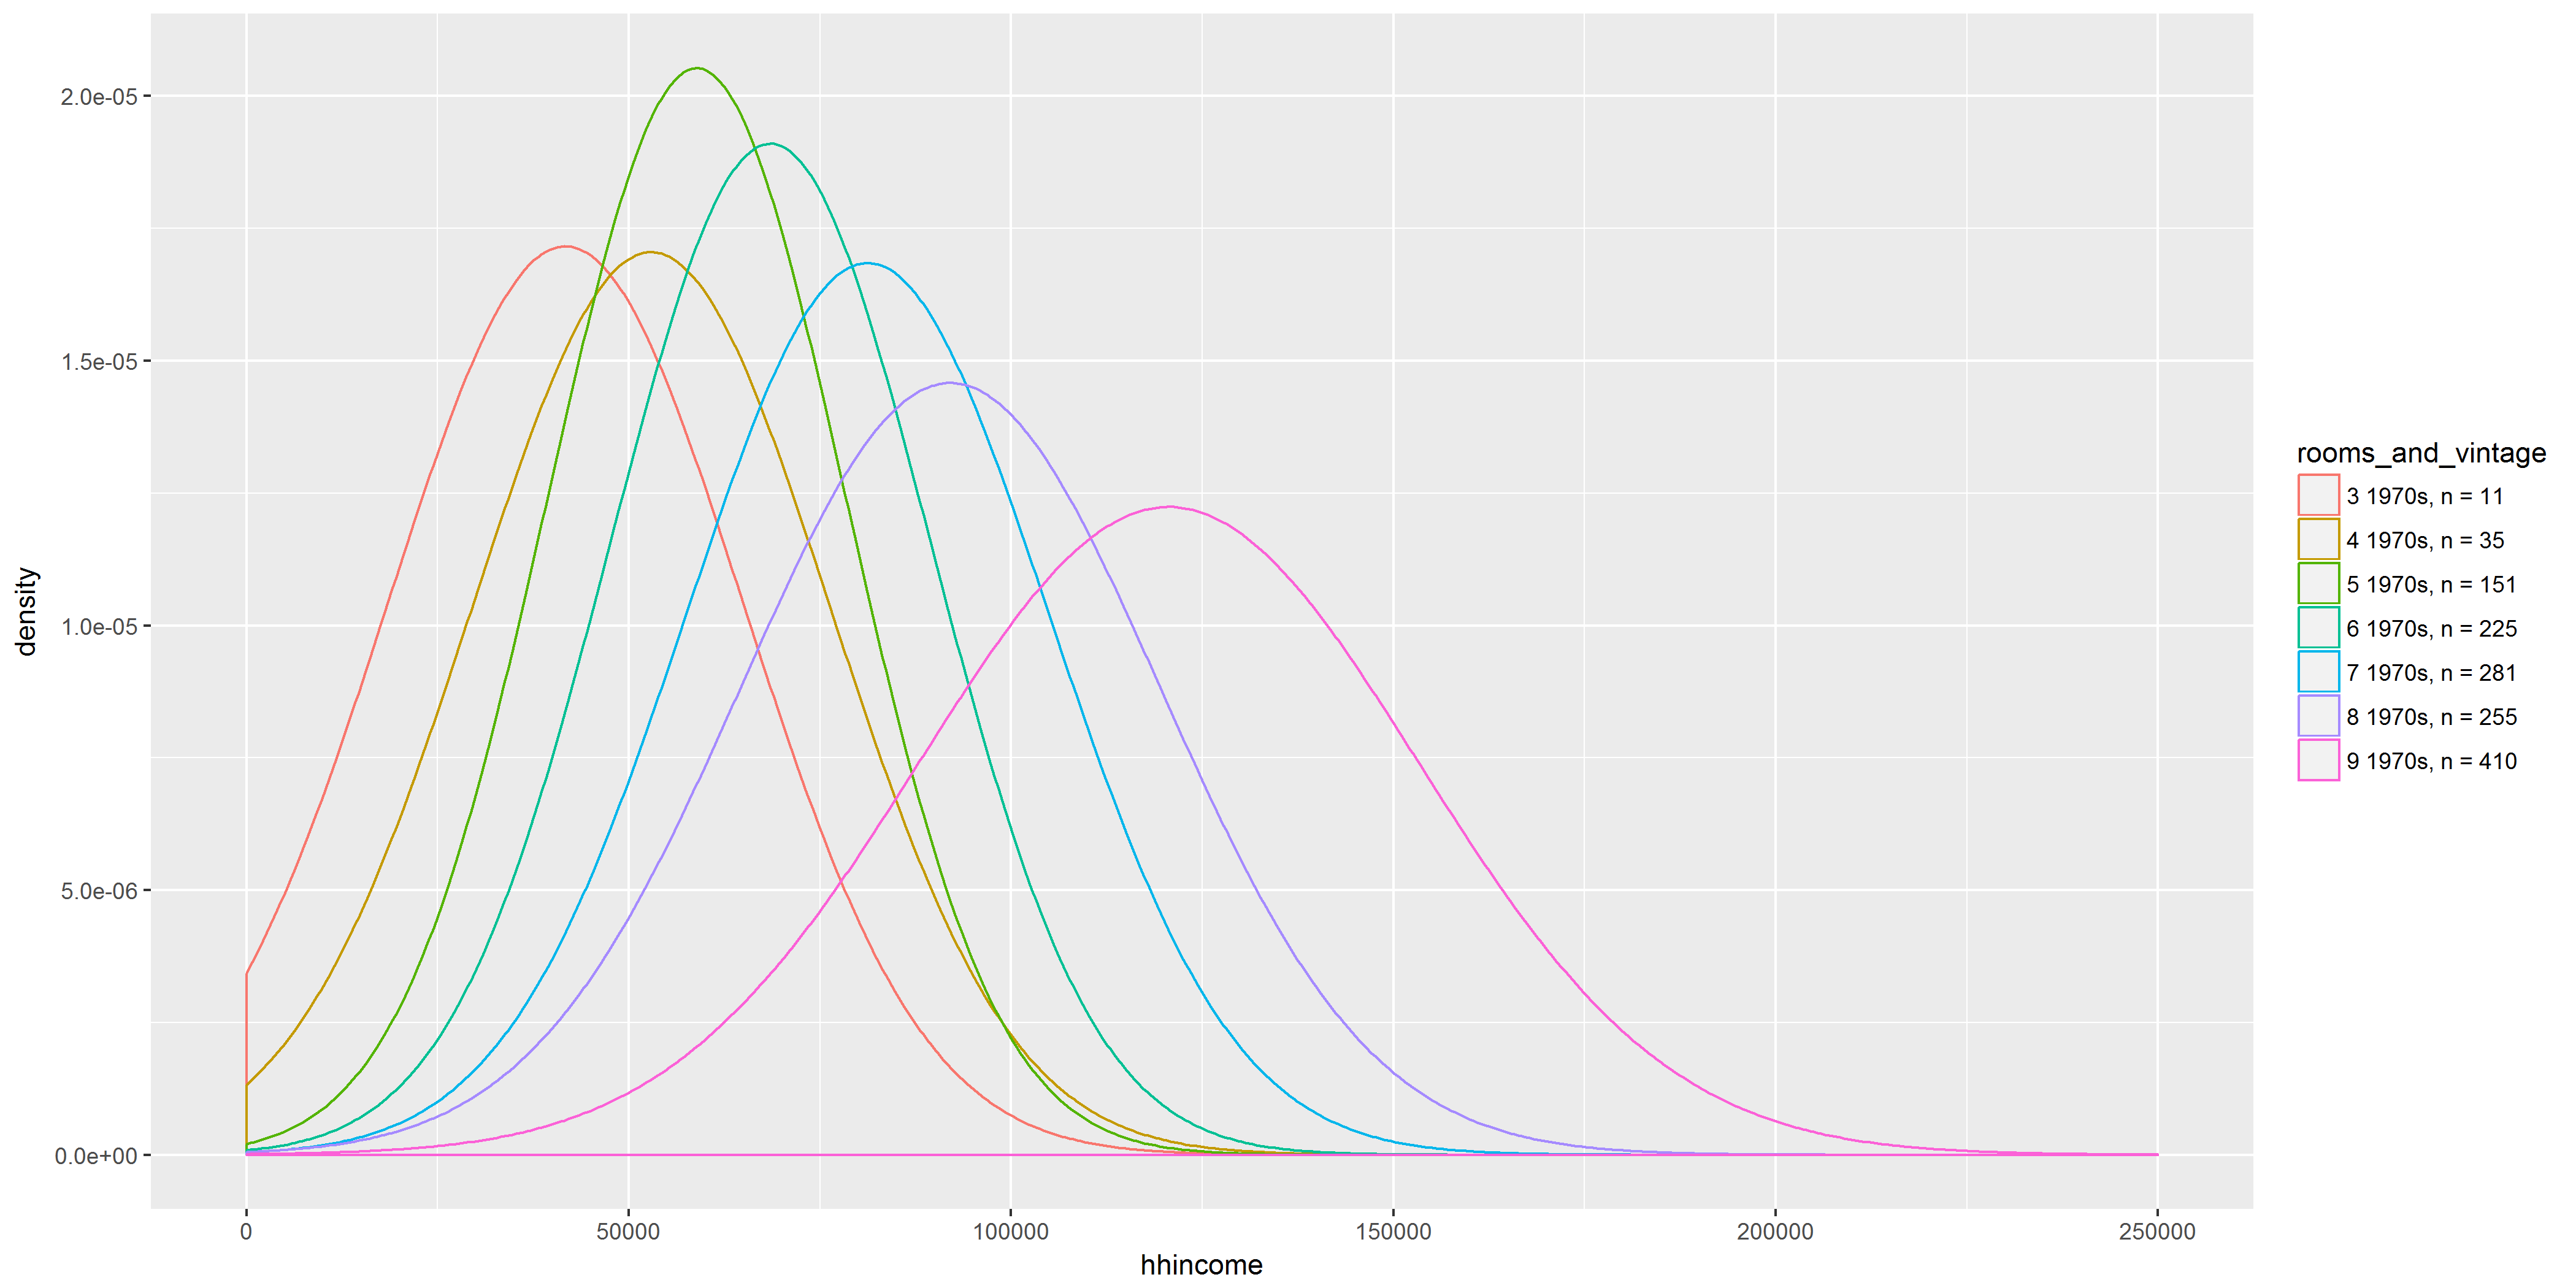 density
2.0e-05
1.5e-05
1.0e-05
5.0e-06
0.0e+00
0 50000 100000 150000 200000 250000
hhincome
rooms_and_vintage
3 1970s, n = 11
4 1970s, n = 35
5 1970s, n = 151
6 1970s, n = 225
7 1970s, n = 281
8 1970s, n = 255
9 1970s, n = 410